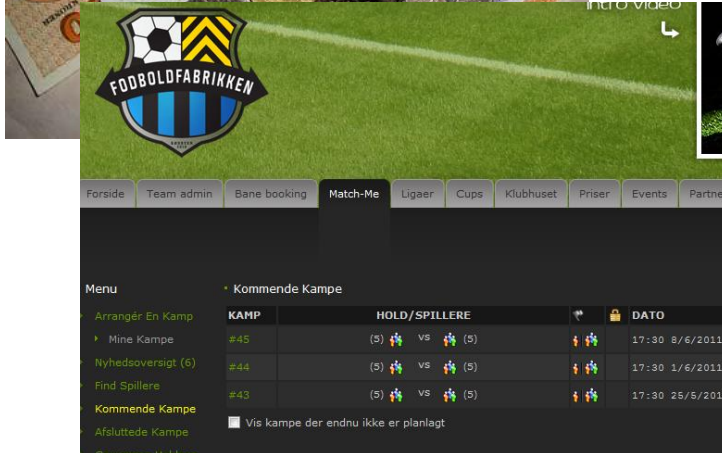 KRONEN
intro video
FODBOLDFABRIKKEN
Forside Team admin Bane booking Match-Me Ligaer Cups Klubhuset Priser Events Partne
Menu
Kommende Kampe
Arrangér En Kamp
Mine Kampe
Nyhedsoversigt (6)
Find Spillere
Kommende Kampe
Afsluttede Kampe
KAMP HOLD/SPILLERE DATO
#45 (5) vs (5) 17:30 8/6/2011
#44 (5) vs (5) 17:30 1/6/2011
#43 (5) vs (5) 17:30 25/5/201
Vis kampe der endnu ikke er planlagt